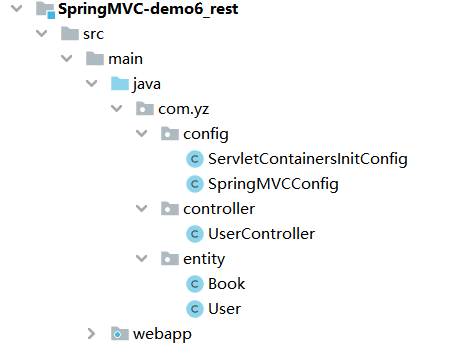 SpringMVC-demo6_rest
src
main
java
com.yz
config
C ServletContainersInitConfig
C SpringMVCConfig
controller
C UserController
entity
C Book
C User
webapp